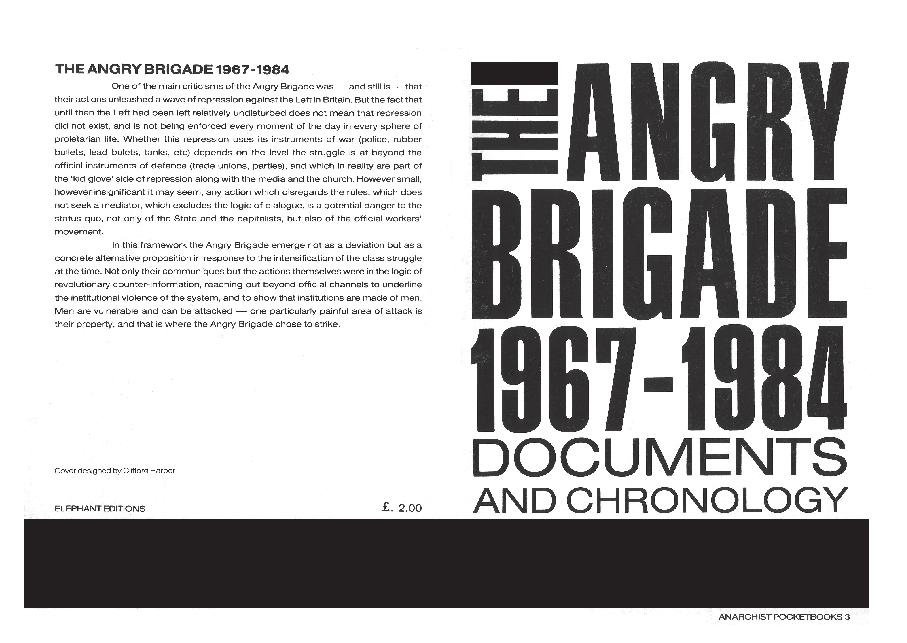 THE ANGRY BRIGADE 1967-1984
One of the main criticisms of the Angry Brigade was — and still is — that
their actions unleashed a wave of repression against the Left in Britain. But the fact that
until then the Left had been left relatively undisturbed does not mean that repression
did not exist, and is not being enforced every moment of the day in every sphere of
proletarian life. Whether this repression uses its instruments of war (police, rubber
bullets, lead bullets, tanks, etc) depends on the level the struggle is at beyond the
official instruments of defence (trade unions, parties), and which in reality are part of
the 'kid glove' side of repression along with the media and the church. However small,
however insignificant it may seem, any action which disregards the rules, which does
not seek a mediator, which excludes the logic of dialogue, is a potential danger to the
status quo, not only of the State and the capitalists, but also of the official workers'
movement.
In this framework the Angry Brigade emerge not as a deviation but as a
concrete alternative proposition in response to the intensification of the class struggle
at the time. Not only their communiques but the actions themselves were in the logic of
revolutionary counter-information, reaching out beyond official channels to underline
the institutional violence of the system, and to show that institutions are made of men.
Men are vulnerable and can be attacked — one particularly painful area of attack is
their property, and that is where the Angry Brigade chose to strike.
Cover designed by Clifford Harper
ELEPHANT EDITIONS £. 2.00
THE ANGRY
BRIGADE
1967-1984
DOCUMENTS
AND CHRONOLOGY
ANARCHIST POCKETBOOKS 3